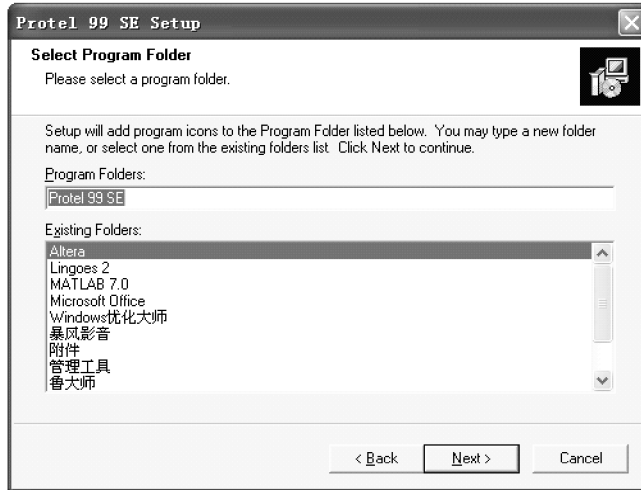 Protel 99 SE Setup
Select Program Folder
Please select a program folder.
Setup will add program icons to the Program Folder listed below. You may type a new folder
name, or select one from the existing folders list. Click Next to continue.
Program Folders:
Protel 99 SE
Existing Folders:
Altera
Lingoes 2
MATLAB 7.0
Microsoft Office
Windows优化大师
暴风影音
附件
管理工具
鲁大师
< Back
Next >
Cancel